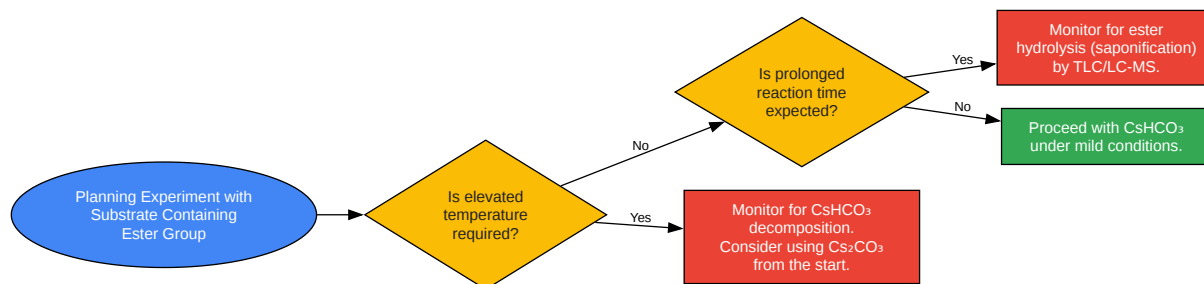 Planning Experiment with
Substrate Containing
Ester Group
Is elevated
temperature
required?
No
Yes
Is prolonged
reaction time
expected?
Yes
No
Monitor for ester
hydrolysis (saponification)
by TLC/LC-MS.
Proceed with CsHCO₃
under mild conditions.
Monitor for CsHCO₃
decomposition.
Consider using Cs₂CO₃
from the start.